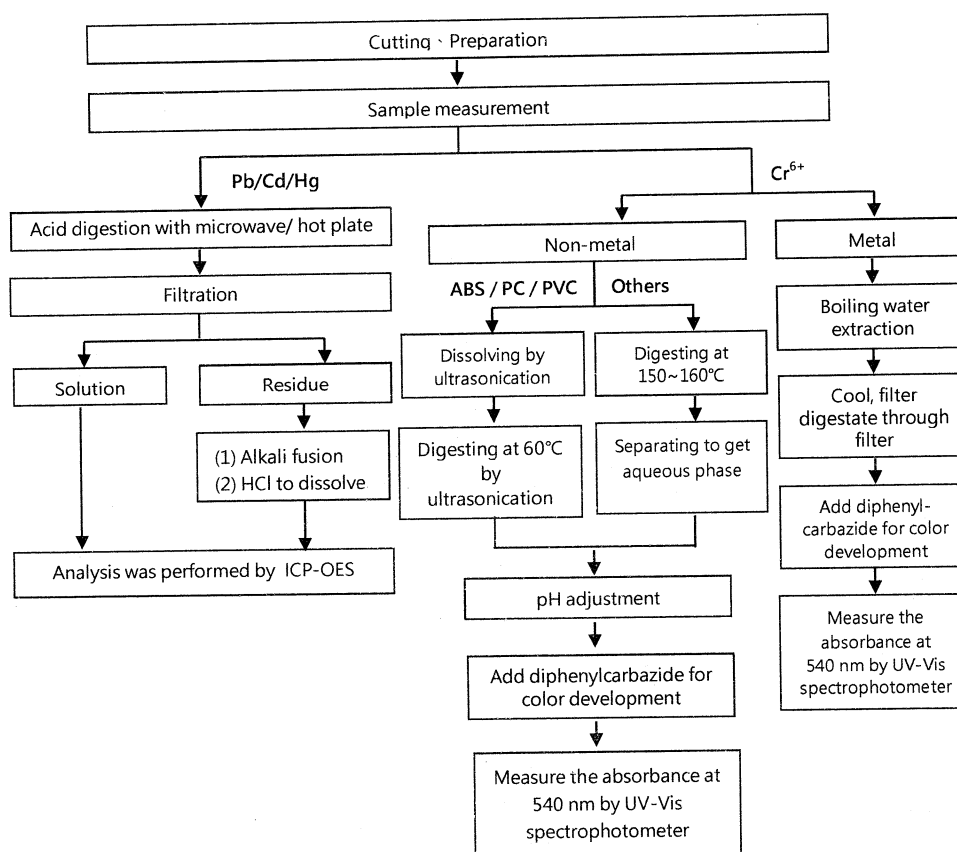 Cutting、Preparation
Sample measurement
Pb/Cd/Hg
Cr⁶⁺
Acid digestion with microwave/ hot plate
Non-metal
Metal
Filtration
ABS / PC / PVC
Others
Boiling water
extraction
Solution
Residue
Dissolving by
ultrasonication
Digesting at
150~160°C
Cool, filter
digestate through
filter
(1) Alkali fusion
(2) HCl to dissolve
Digesting at 60°C
by
ultrasonication
Separating to get
aqueous phase
Add diphenyl-
carbazide for color
development
Analysis was performed by ICP-OES
pH adjustment
Measure the
absorbance at
540 nm by UV-Vis
spectrophotometer
Add diphenylcarbazide for
color development
Measure the absorbance at
540 nm by UV-Vis
spectrophotometer